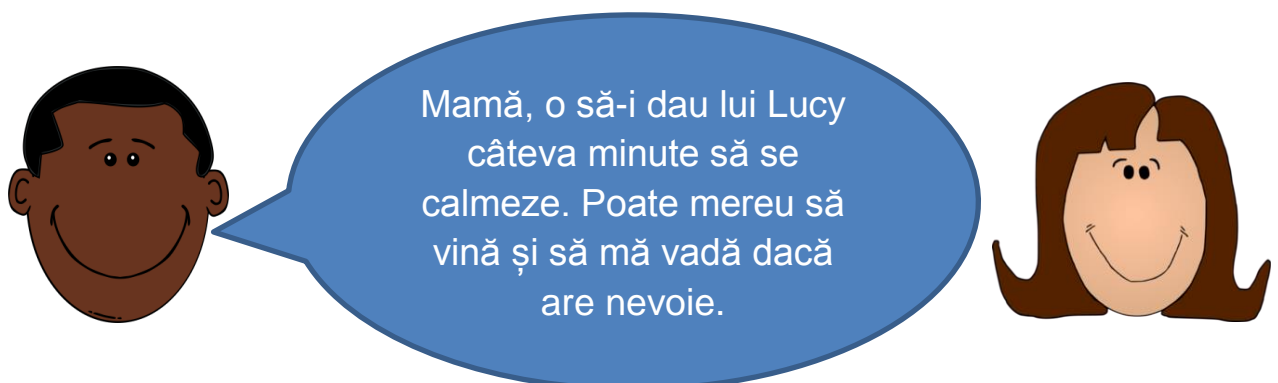 Mamă, o să-i dau lui Lucy
câteva minute să se
calmeze. Poate mereu să
vină și să mă vadă dacă
are nevoie.